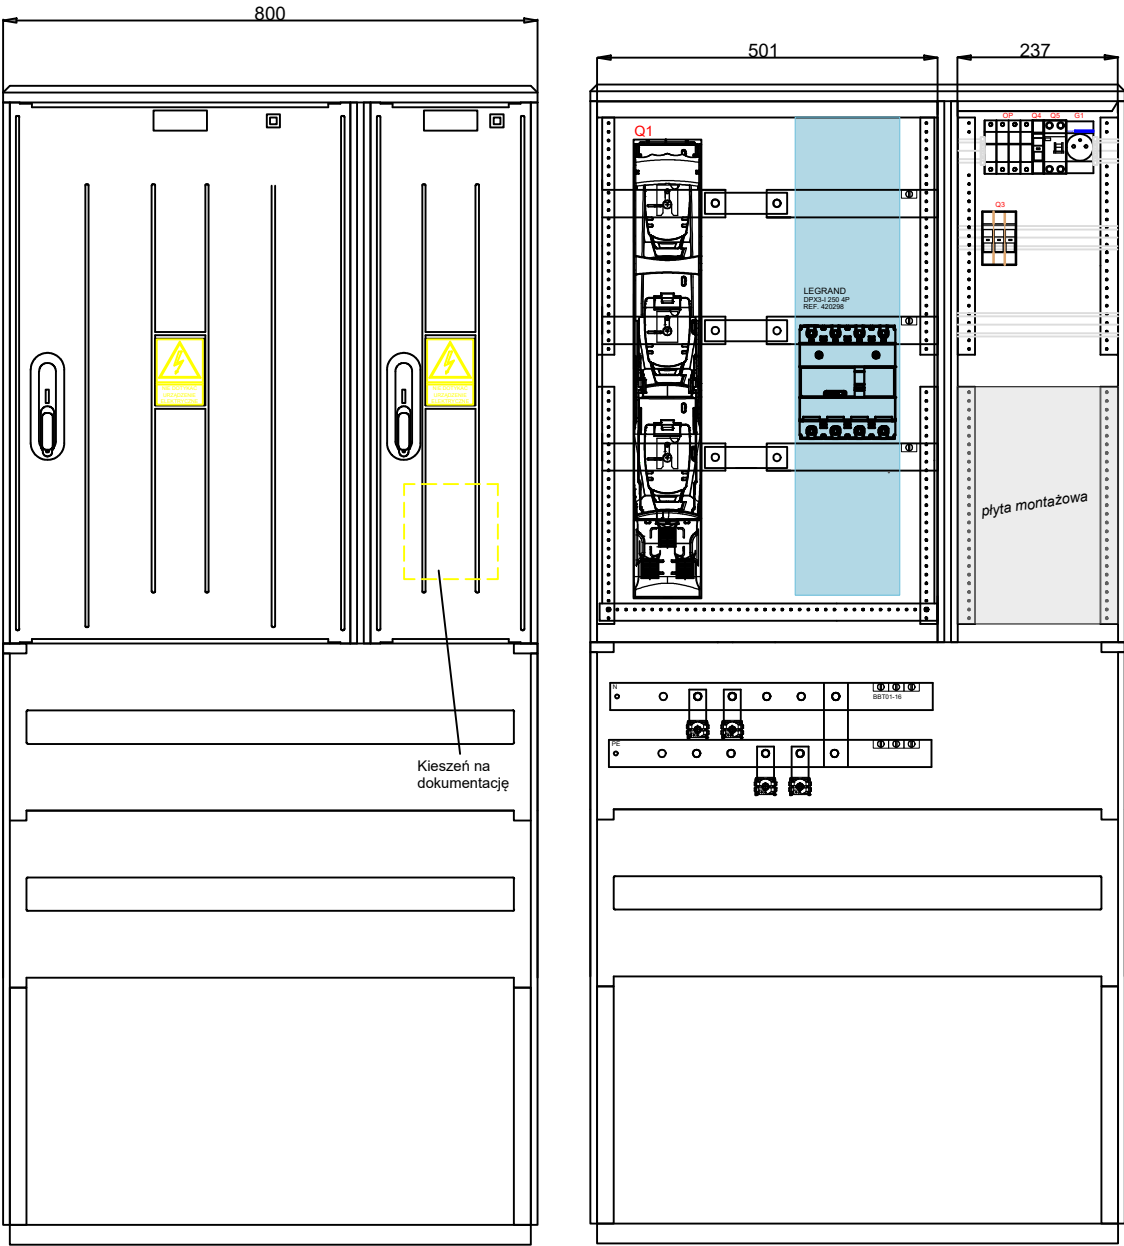 800
501
237
Q1
OP
Q4
Q5
G1
Q3
LEGRAND
DPX3-I 250 4P
REF. 420298
płyta montażowa
N
BBT01-16
PE
Kieszeń na
dokumentację